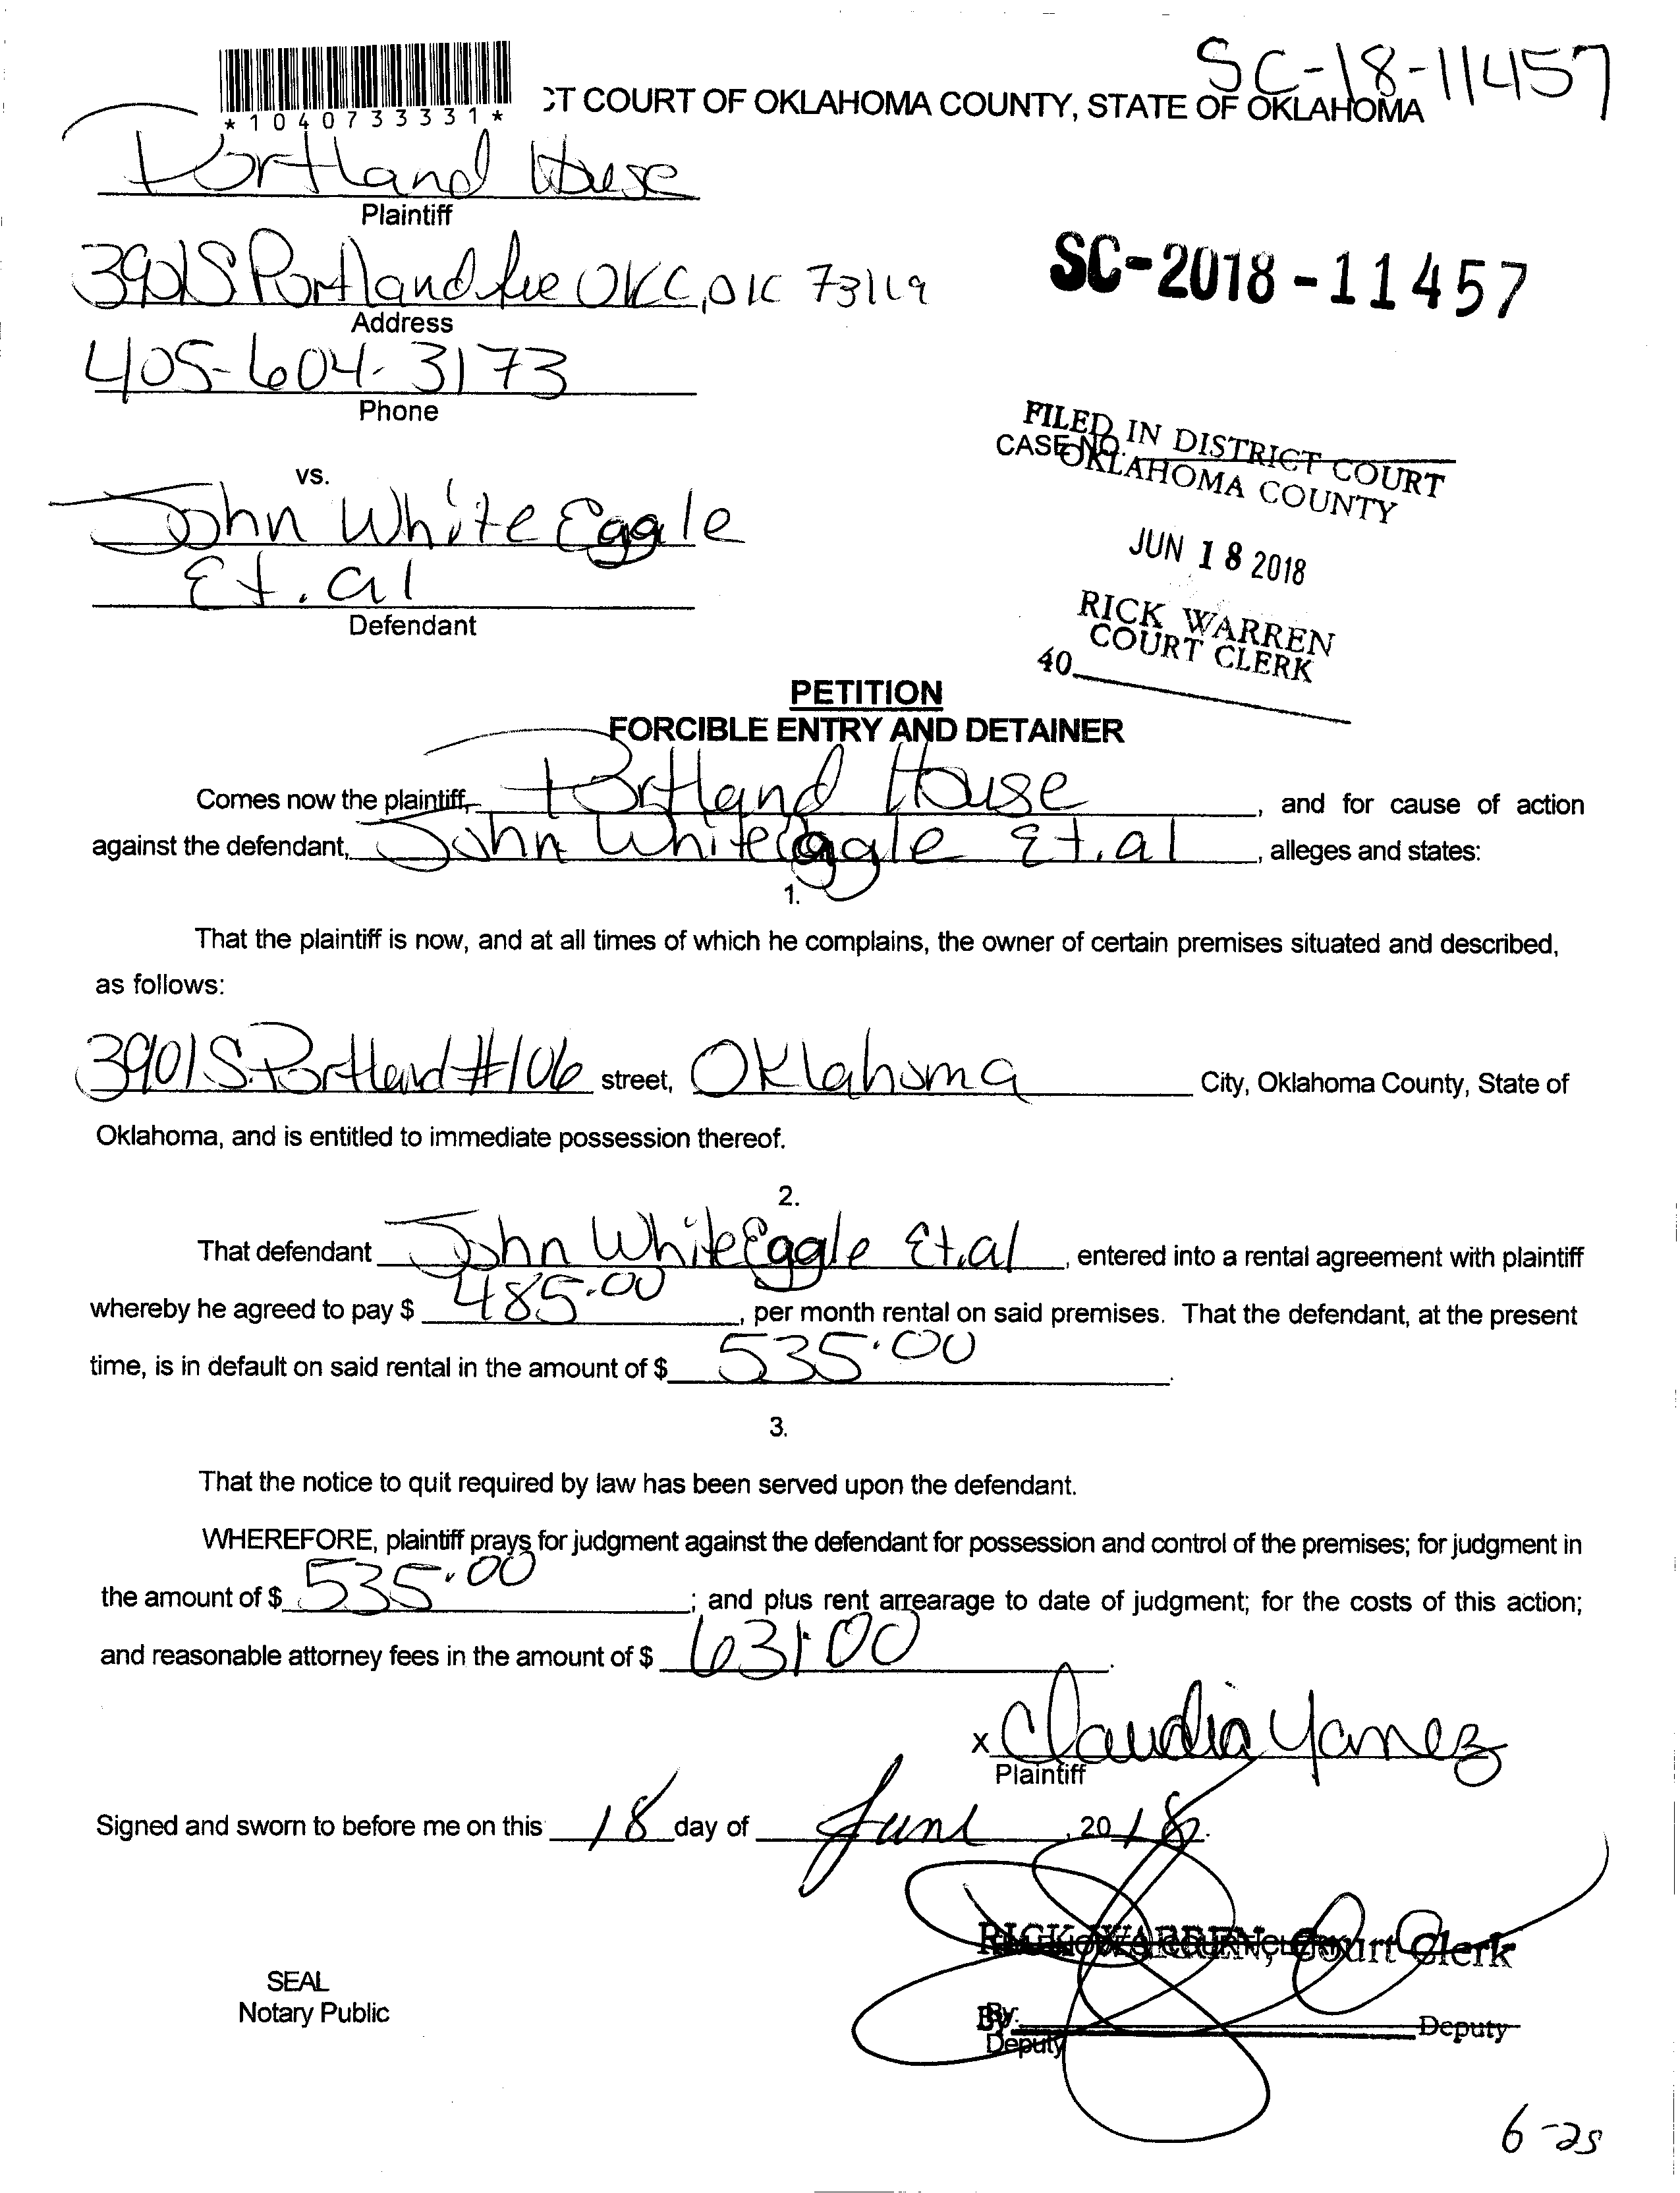 SC-18-11457
*1040733331*
CT COURT OF OKLAHOMA COUNTY, STATE OF OKLAHOMA
Portland House
Plaintiff
3901 S Portland Ave OKC, OK 73119
Address
SC-2018-11457
405-604-3173
Phone
FILED IN DISTRICT COURT
OKLAHOMA COUNTY
CASE NO.
vs.
John White Eagle
Et. al
Defendant
JUN 18 2018
RICK WARREN
COURT CLERK
40
PETITION
FORCIBLE ENTRY AND DETAINER
Comes now the plaintiff, Portland House, and for cause of action
against the defendant, John White Eagle Et. al, alleges and states:
1.
That the plaintiff is now, and at all times of which he complains, the owner of certain premises situated and described,
as follows:
3901 S. Portland #106 street, Oklahoma City, Oklahoma County, State of
Oklahoma, and is entitled to immediate possession thereof.
2.
That defendant John White Eagle Et. al, entered into a rental agreement with plaintiff
whereby he agreed to pay $ 485.00, per month rental on said premises. That the defendant, at the present
time, is in default on said rental in the amount of $ 535.00.
3.
That the notice to quit required by law has been served upon the defendant.
WHEREFORE, plaintiff prays for judgment against the defendant for possession and control of the premises; for judgment in
the amount of $ 535.00; and plus rent arrearage to date of judgment; for the costs of this action;
and reasonable attorney fees in the amount of $ 631.00.
x Claudia Yanez
Plaintiff
Signed and sworn to before me on this 18 day of June, 2018.
RICK WARREN, Court Clerk
SEAL
Notary Public
By: Deputy
By:
Deputy
6-25